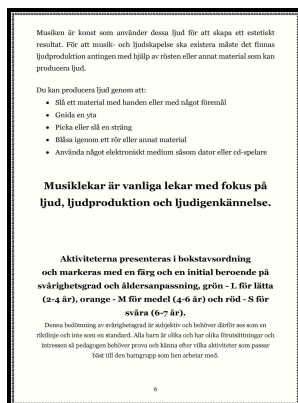 Musiken är konst som använder dessa ljud för att skapa ett estetiskt
resultat. För att musik- och ljudskapelse ska existera måste det finnas
ljudproduktion antingen med hjälp av rösten eller annat material som kan
producera ljud.
Du kan producera ljud genom att:
• Slå ett material med handen eller med något föremål
• Gnida en yta
• Picka eller slå en sträng
• Blåsa igenom ett rör eller annat material
• Använda något elektroniskt medium såsom dator eller cd-spelare
Musiklekar är vanliga lekar med fokus på
ljud, ljudproduktion och ljudigenkännelse.
Aktiviteterna presenteras i bokstavsordning
och markeras med en färg och en initial beroende på
svårighetsgrad och åldersanpassning, grön - L för lätta
(2-4 år), orange - M för medel (4-6 år) och röd - S för
svåra (6-7 år).
Denna bedömning av svårighetsgrad är subjektiv och behöver därför ses som en
riktlinje och inte som en standard. Alla barn är olika och har olika förutsättningar och
intressen så pedagogen behöver prova och känna efter vilka aktiviteter som passar
bäst till den barngrupp som hen arbetar med.
6